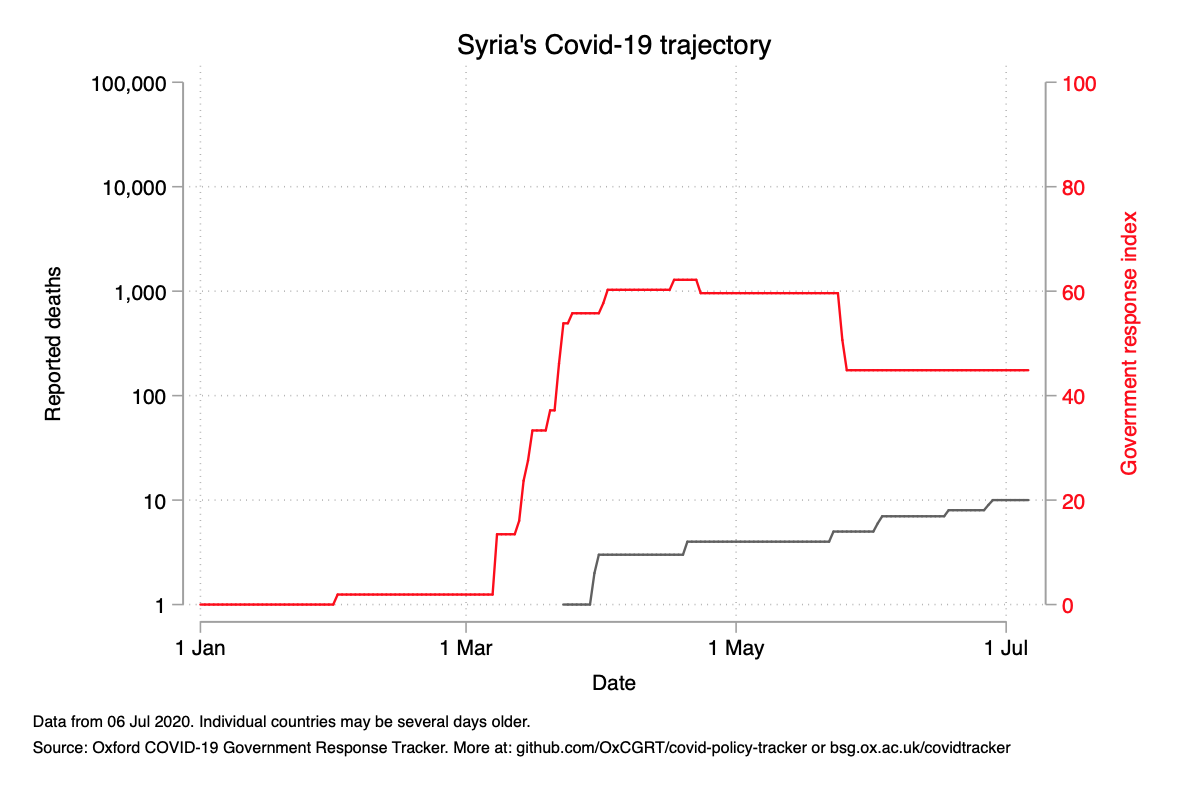 Syria's Covid-19 trajectory
100,000
10,000
1,000
100
10
1
Reported deaths
100
80
60
40
20
0
Government response index
1 Jan
1 Mar
1 May
1 Jul
Date
Data from 06 Jul 2020. Individual countries may be several days older.
Source: Oxford COVID-19 Government Response Tracker. More at: github.com/OxCGRT/covid-policy-tracker or bsg.ox.ac.uk/covidtracker